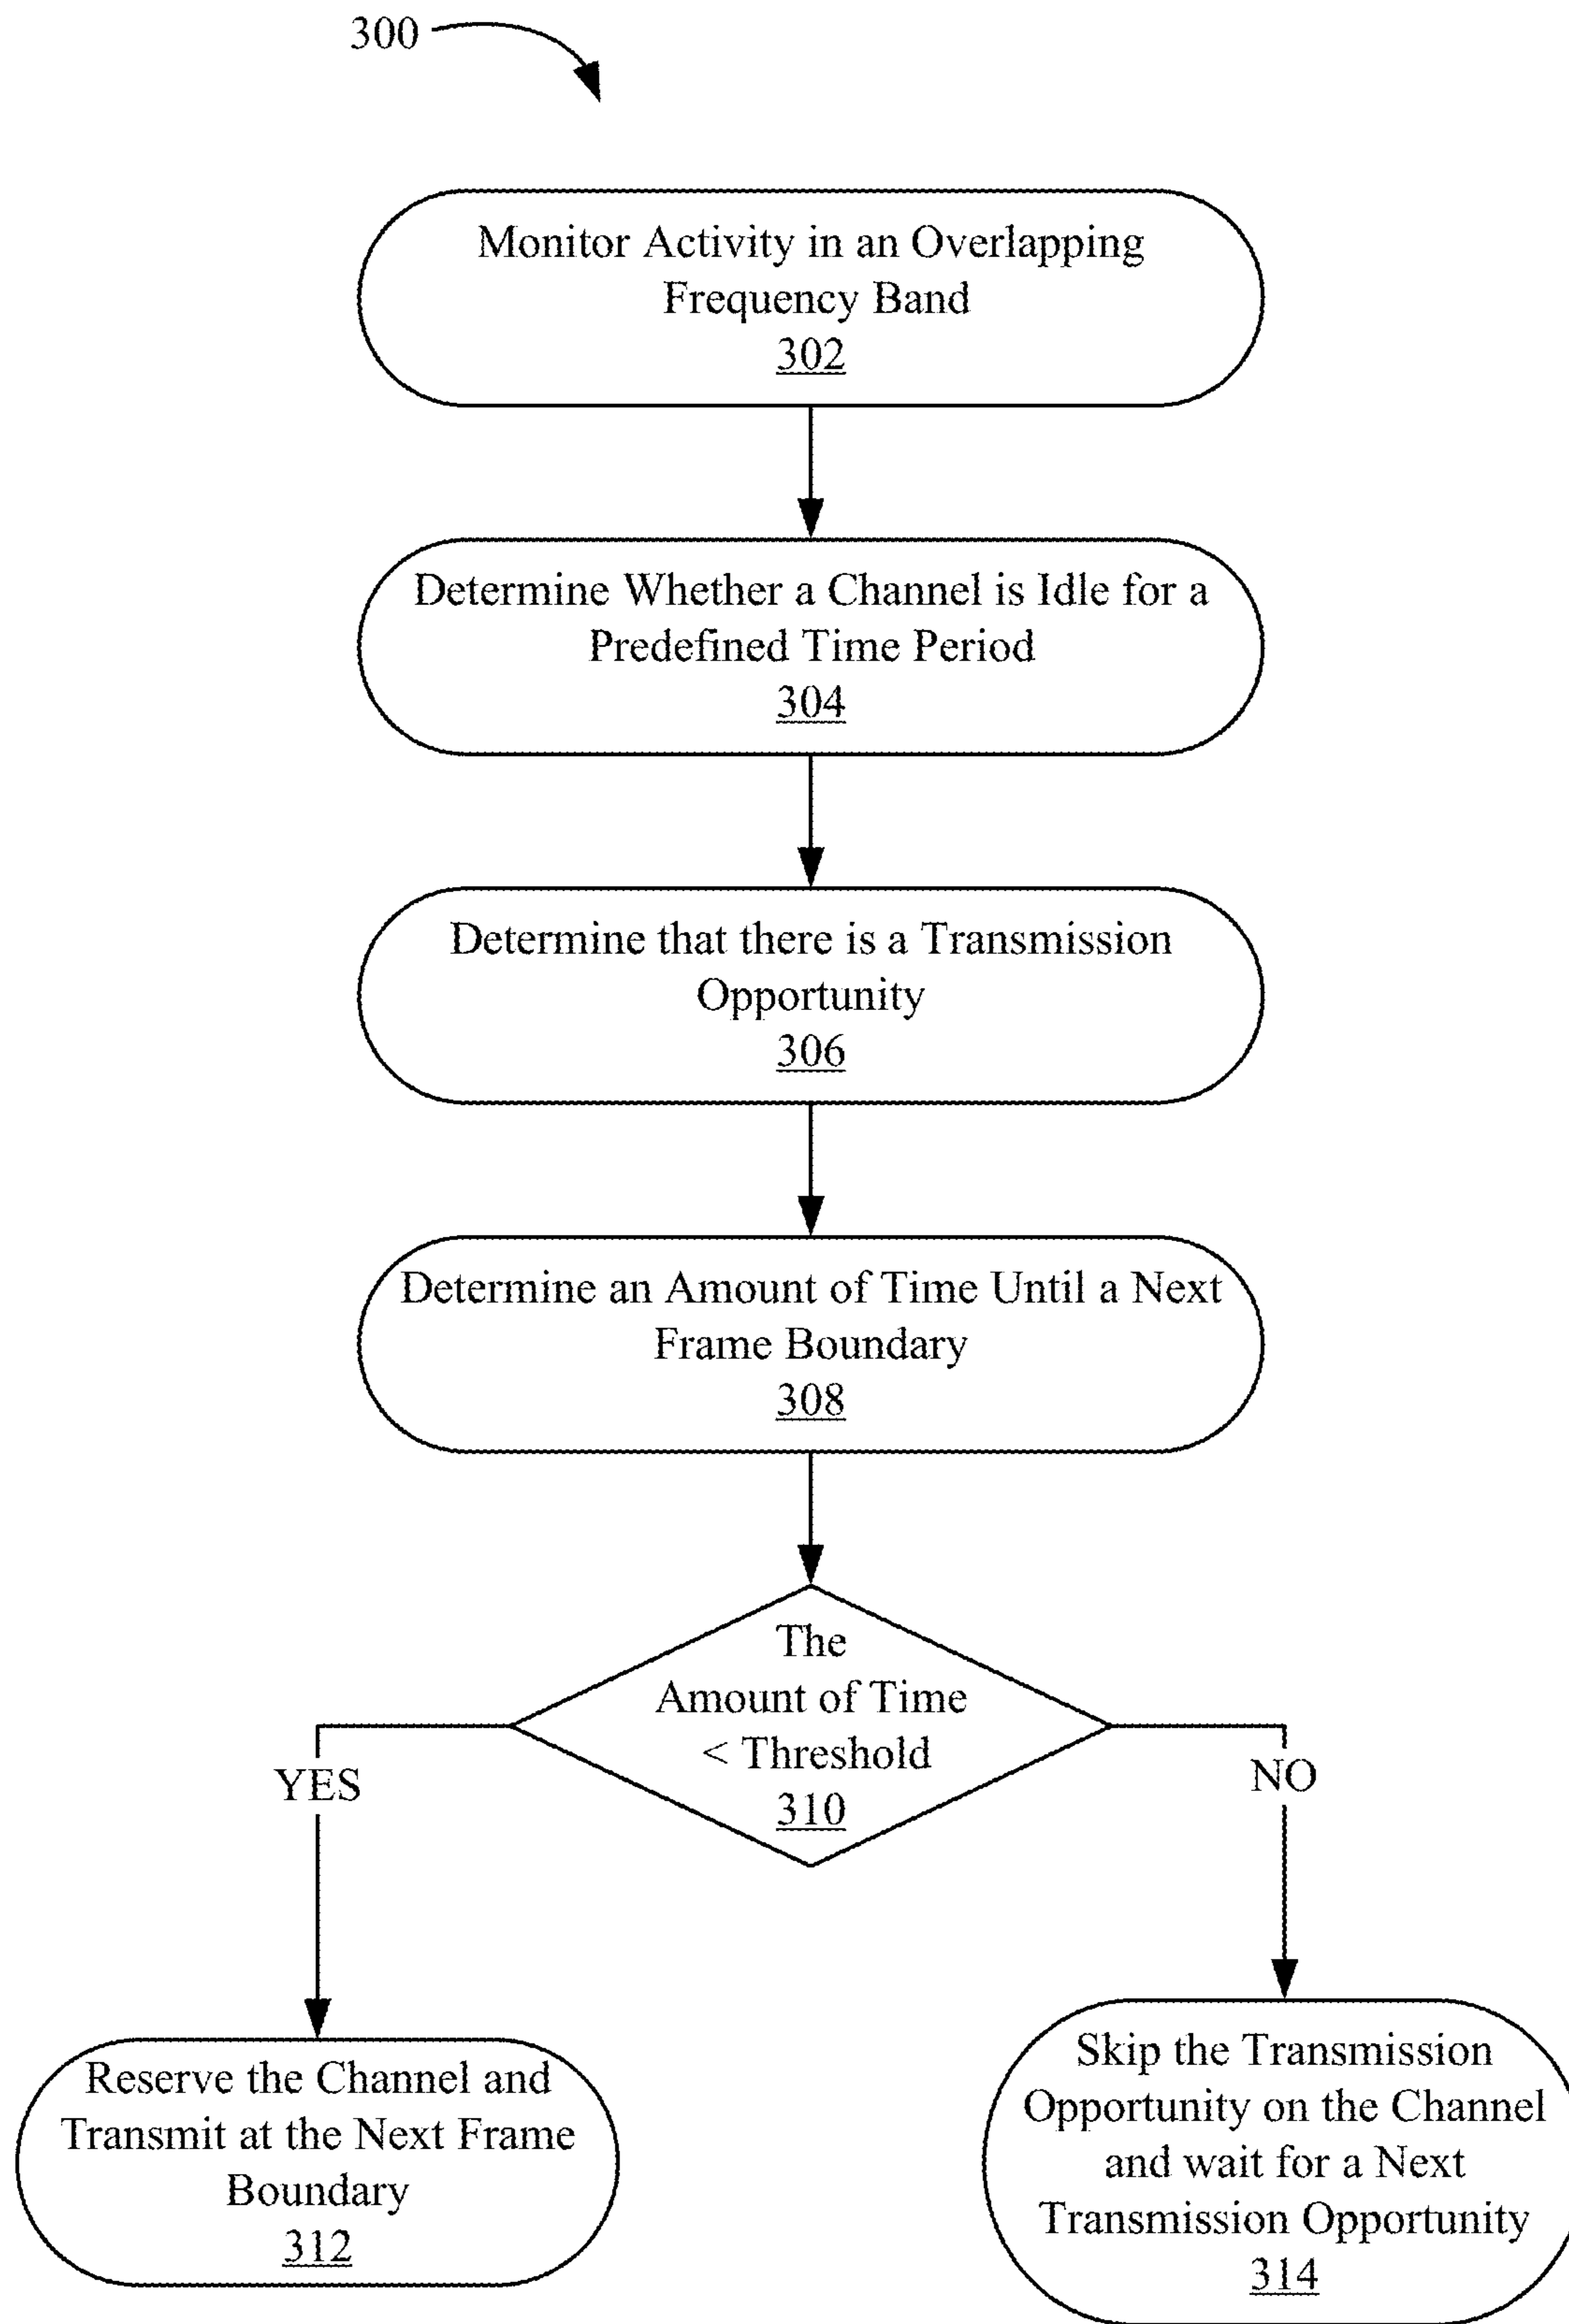 300
Monitor Activity in an Overlapping
Frequency Band
302
Determine Whether a Channel is Idle for a
Predefined Time Period
304
Determine that there is a Transmission
Opportunity
306
Determine an Amount of Time Until a Next
Frame Boundary
308
The
Amount of Time
< Threshold
310
YES
NO
Reserve the Channel and
Transmit at the Next Frame
Boundary
312
Skip the Transmission
Opportunity on the Channel
and wait for a Next
Transmission Opportunity
314